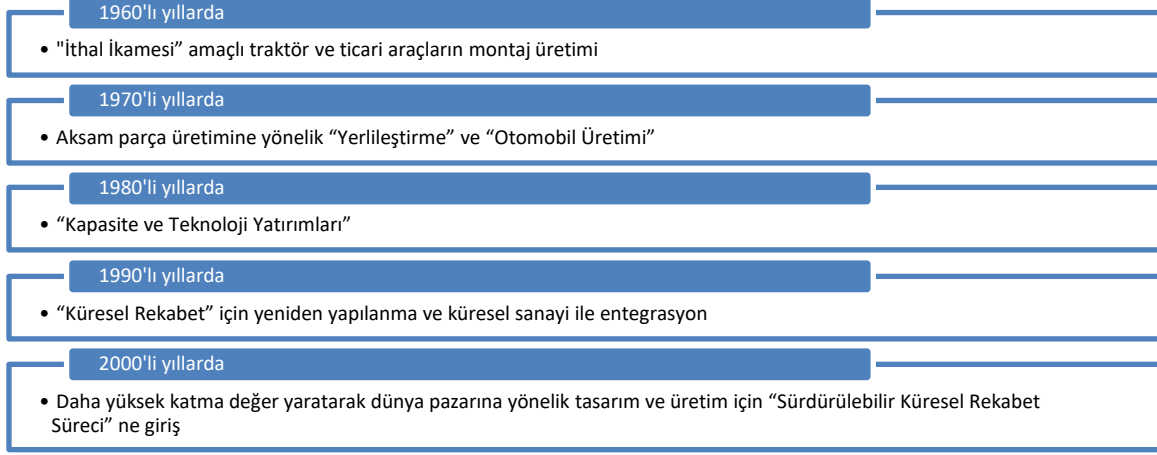 1960'lı yıllarda
• "İthal İkamesi” amaçlı traktör ve ticari araçların montaj üretimi
1970'li yıllarda
• Aksam parça üretimine yönelik “Yerlileştirme” ve “Otomobil Üretimi”
1980'li yıllarda
• “Kapasite ve Teknoloji Yatırımları”
1990'lı yıllarda
• “Küresel Rekabet” için yeniden yapılanma ve küresel sanayi ile entegrasyon
2000'li yıllarda
• Daha yüksek katma değer yaratarak dünya pazarına yönelik tasarım ve üretim için “Sürdürülebilir Küresel Rekabet
Süreci” ne giriş